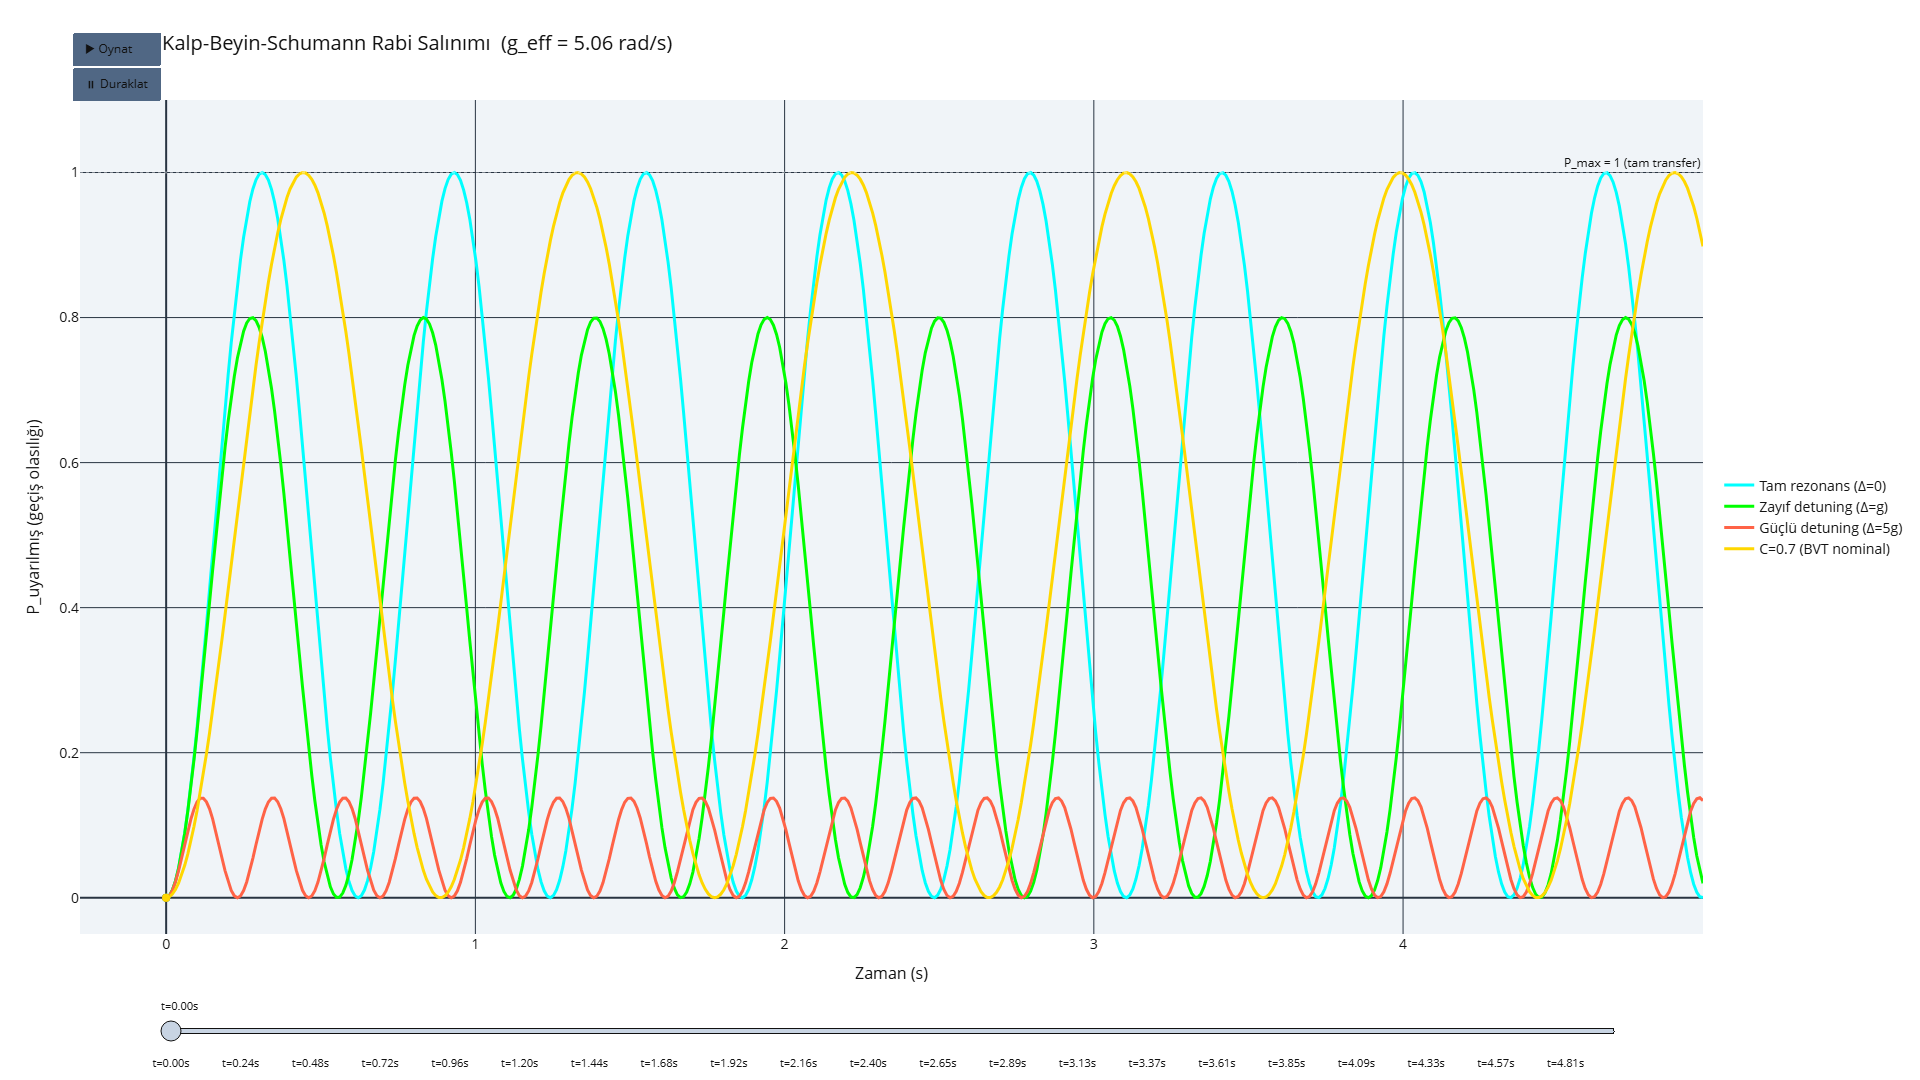 ▶ Oynat
Kalp-Beyin-Schumann Rabi Salınımı (g_eff = 5.06 rad/s)
⏸ Duraklat
P_max = 1 (tam transfer)
1
0.8
0.6
0.4
0.2
0
P_uyarılmış (geçiş olasılığı)
0 1 2 3 4
Zaman (s)
Tam rezonans (Δ=0)
Zayıf detuning (Δ=g)
Güçlü detuning (Δ=5g)
C=0.7 (BVT nominal)
t=0.00s
t=0.00s t=0.24s t=0.48s t=0.72s t=0.96s t=1.20s t=1.44s t=1.68s t=1.92s t=2.16s t=2.40s t=2.65s t=2.89s t=3.13s t=3.37s t=3.61s t=3.85s t=4.09s t=4.33s t=4.57s t=4.81s